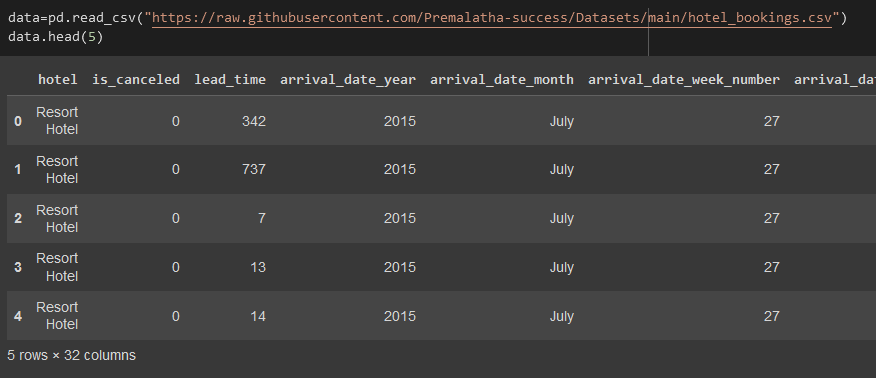 data=pd.read_csv("https://raw.githubusercontent.com/Premalatha-success/Datasets/main/hotel_bookings.csv")
data.head(5)
hotel is_canceled lead_time arrival_date_year arrival_date_month arrival_date_week_number arrival_da
0 Resort Hotel 0 342 2015 July 27
1 Resort Hotel 0 737 2015 July 27
2 Resort Hotel 0 7 2015 July 27
3 Resort Hotel 0 13 2015 July 27
4 Resort Hotel 0 14 2015 July 27
5 rows × 32 columns